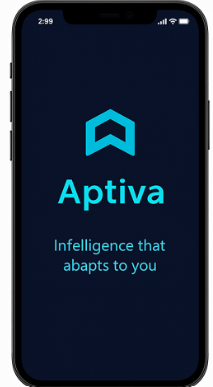 2:99
Aptiva
Infelligence that
abapts to you